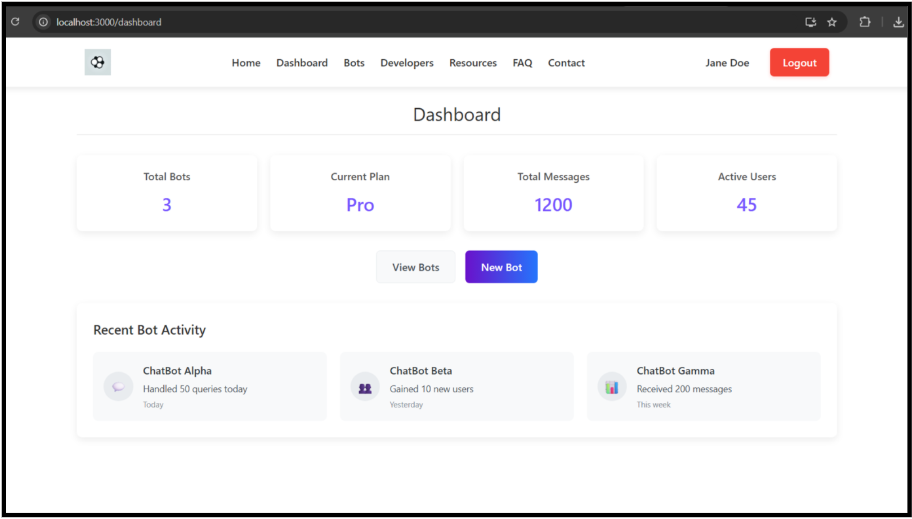 localhost:3000/dashboard
Home Dashboard Bots Developers Resources FAQ Contact Jane Doe Logout
Dashboard
Total Bots Current Plan Total Messages Active Users
3 Pro 1200 45
View Bots New Bot
Recent Bot Activity
ChatBot Alpha
Handled 50 queries today
Today
ChatBot Beta
Gained 10 new users
Yesterday
ChatBot Gamma
Received 200 messages
This week